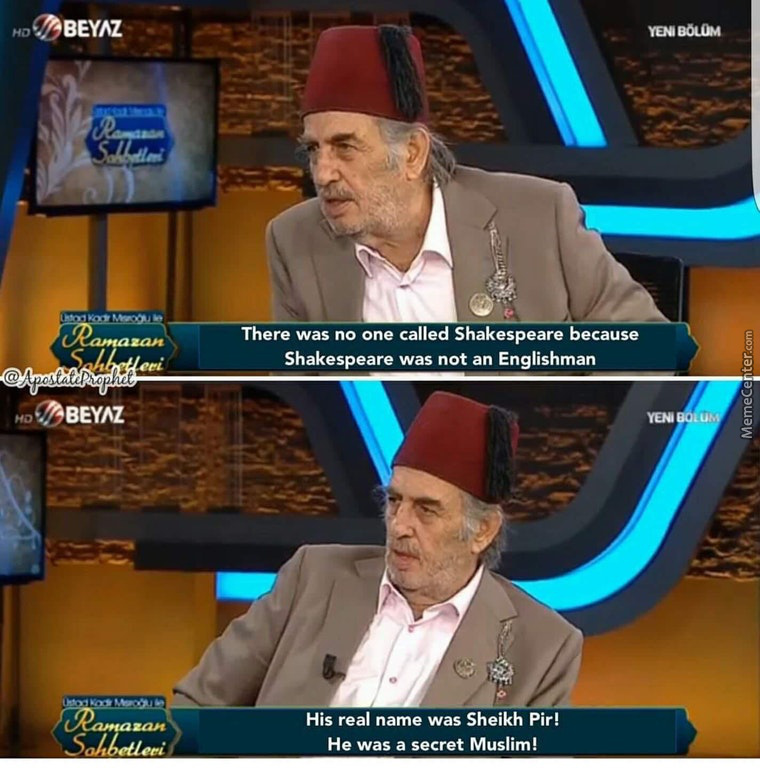 HD BEYAZ
YENİ BÖLÜM
Ramazan
Sohbetleri
Üstad Kadir Mısıroğlu ile
Ramazan
Sohbetleri
There was no one called Shakespeare because
Shakespeare was not an Englishman
@ApostateProphet
MemeCenter.com
HD BEYAZ
YENİ BÖLÜM
Üstad Kadir Mısıroğlu ile
Ramazan
Sohbetleri
His real name was Sheikh Pir!
He was a secret Muslim!